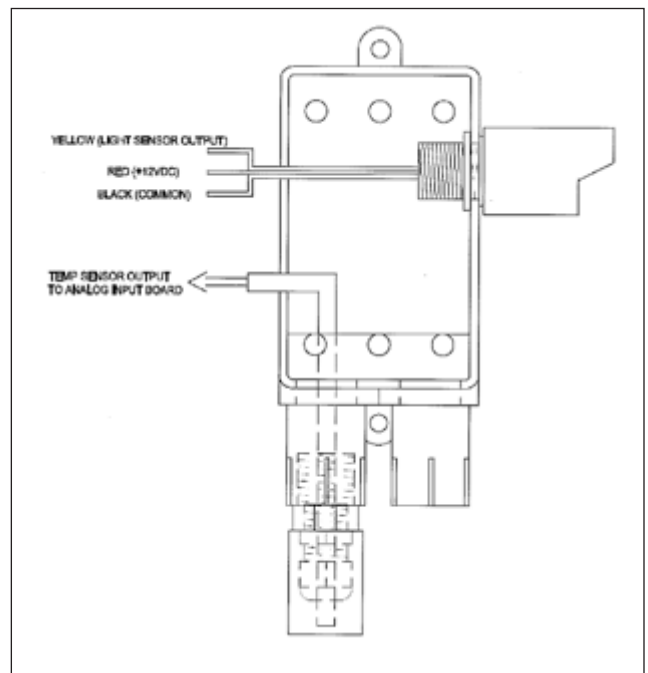 YELLOW (LIGHT SENSOR OUTPUT)
RED (+12VDC)
BLACK (COMMON)
TEMP SENSOR OUTPUT
TO ANALOG INPUT BOARD